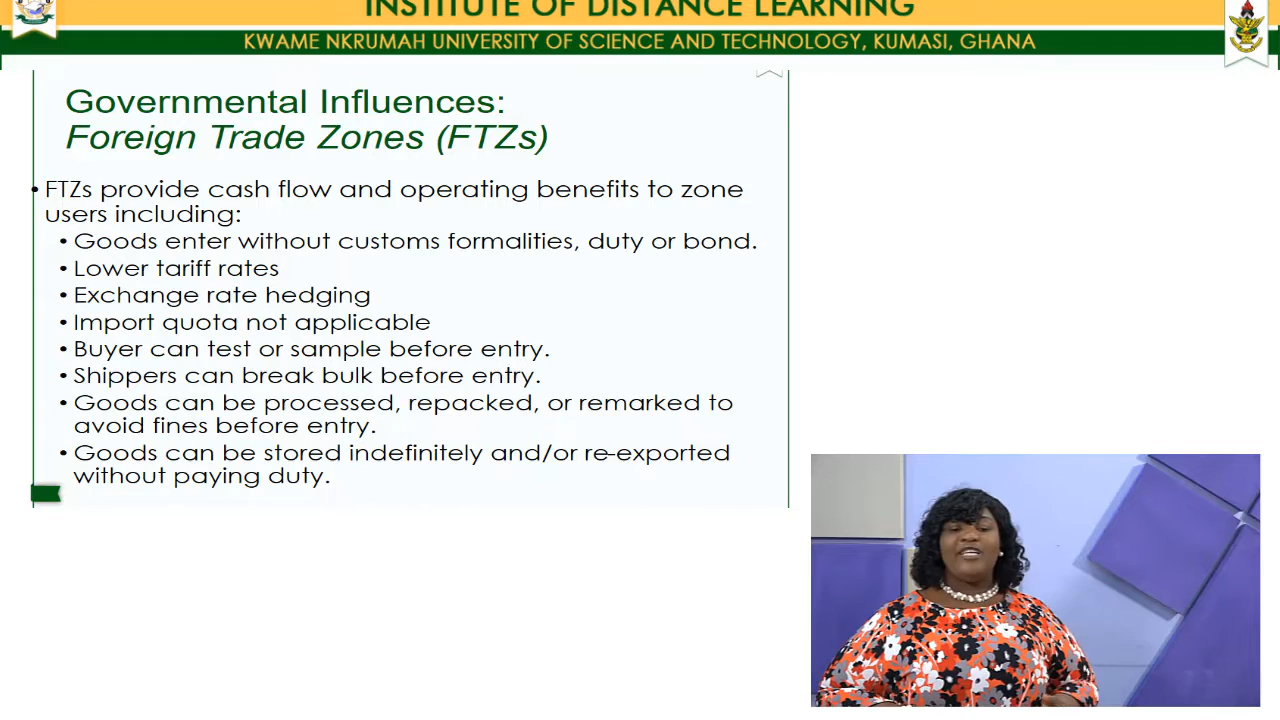 INSTITUTE OF DISTANCE LEARNING
KWAME NKRUMAH UNIVERSITY OF SCIENCE AND TECHNOLOGY, KUMASI, GHANA
Governmental Influences:
Foreign Trade Zones (FTZs)
• FTZs provide cash flow and operating benefits to zone
users including:
• Goods enter without customs formalities, duty or bond.
• Lower tariff rates
• Exchange rate hedging
• Import quota not applicable
• Buyer can test or sample before entry.
• Shippers can break bulk before entry.
• Goods can be processed, repacked, or remarked to
avoid fines before entry.
• Goods can be stored indefinitely and/or re-exported
without paying duty.